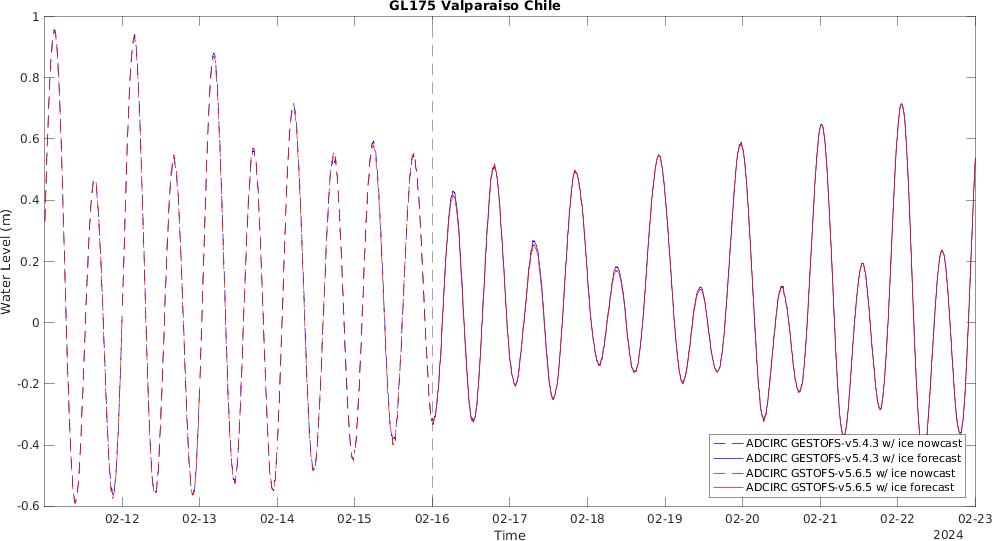 GL175 Valparaiso Chile
Water Level (m)
1
0.8
0.6
0.4
0.2
0
-0.2
-0.4
-0.6
ADCIRC GESTOFS-v5.4.3 w/ ice nowcast
ADCIRC GESTOFS-v5.4.3 w/ ice forecast
ADCIRC GSTOFS-v5.6.5 w/ ice nowcast
ADCIRC GSTOFS-v5.6.5 w/ ice forecast
02-12 02-13 02-14 02-15 02-16 02-17 02-18 02-19 02-20 02-21 02-22 02-23
Time
2024